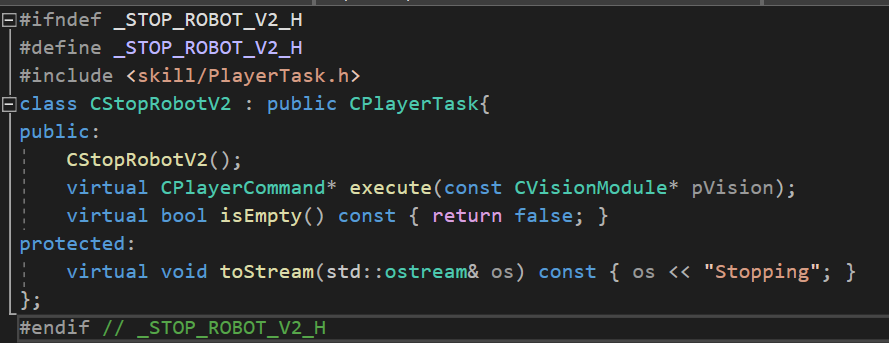 #ifndef _STOP_ROBOT_V2_H
#define _STOP_ROBOT_V2_H
#include <skill/PlayerTask.h>
class CStopRobotV2 : public CPlayerTask{
public:
    CStopRobotV2();
    virtual CPlayerCommand* execute(const CVisionModule* pVision);
    virtual bool isEmpty() const { return false; }
protected:
    virtual void toStream(std::ostream& os) const { os << "Stopping"; }
};
#endif // _STOP_ROBOT_V2_H